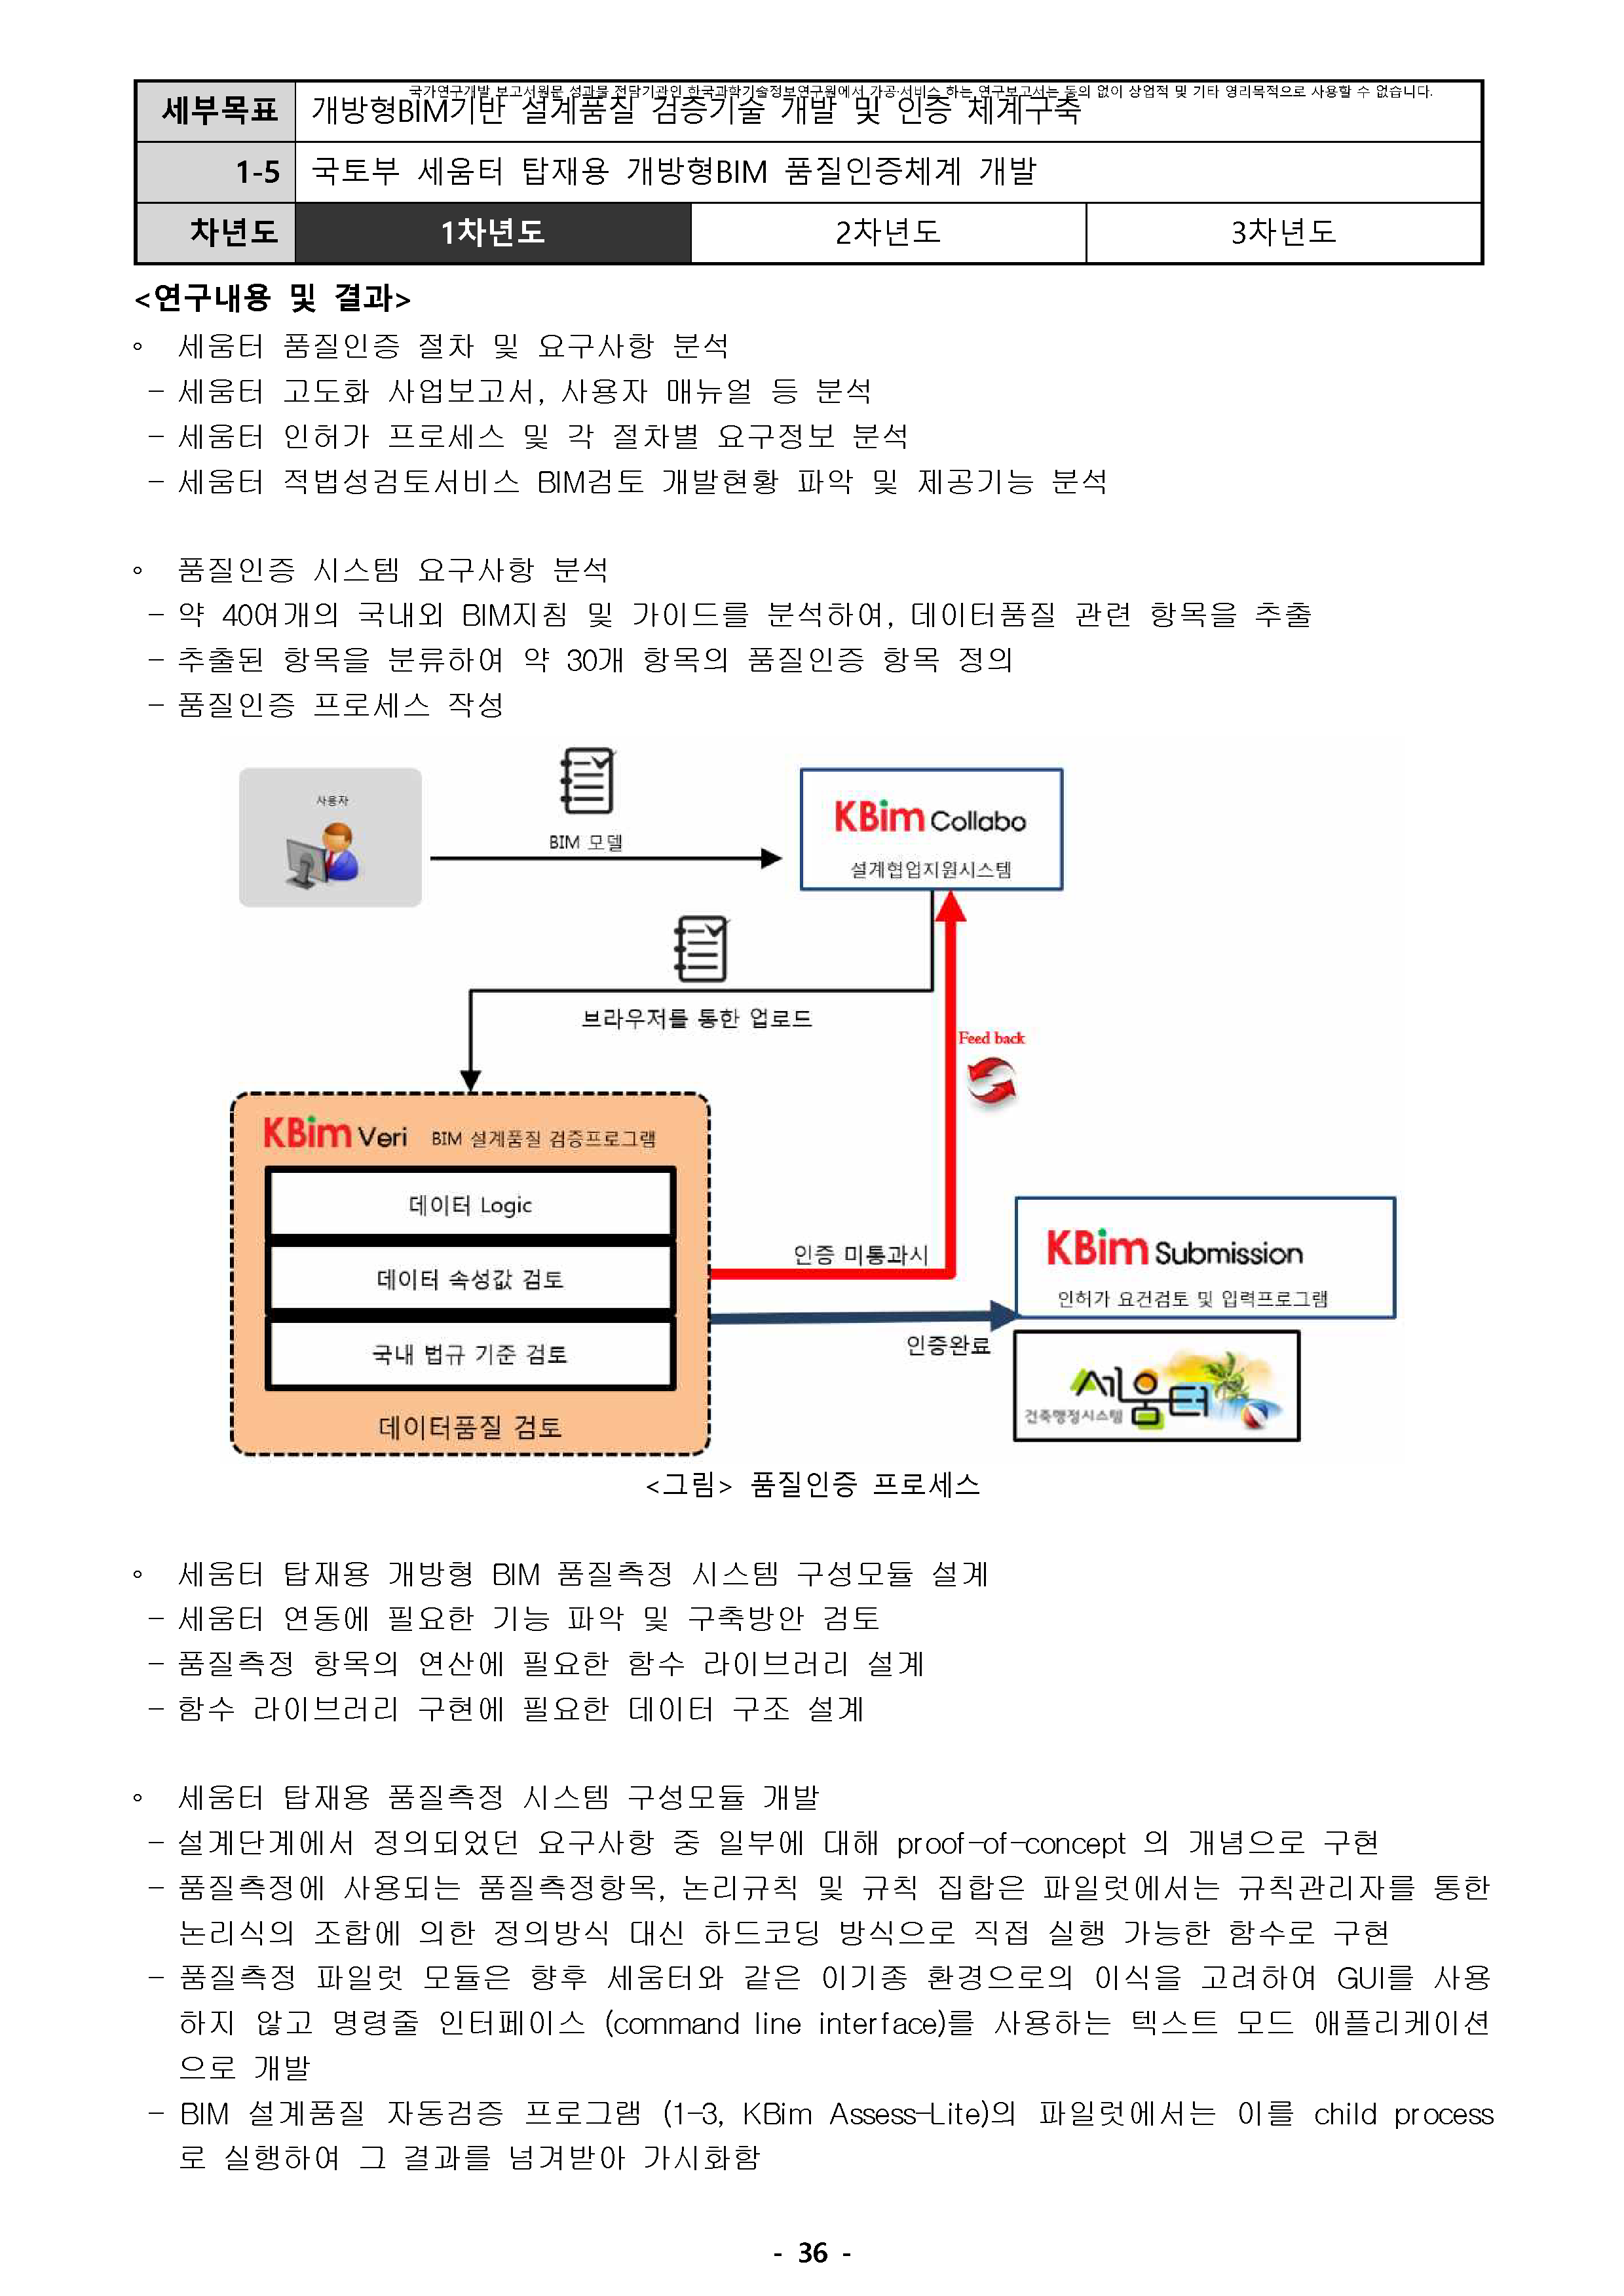 국가연구개발 보고서원문 성과물 전담기관인 한국과학기술정보연구원에서 가공·서비스 하는 연구보고서는 동의 없이 상업적 및 기타 영리목적으로 사용할 수 없습니다.
세부목표 개방형BIM기반 설계품질 검증기술 개발 및 인증 체계구축
1-5 국토부 세움터 탑재용 개방형BIM 품질인증체계 개발
차년도 1차년도 2차년도 3차년도
<연구내용 및 결과>
◦ 세움터 품질인증 절차 및 요구사항 분석
- 세움터 고도화 사업보고서, 사용자 매뉴얼 등 분석
- 세움터 인허가 프로세스 및 각 절차별 요구정보 분석
- 세움터 적법성검토서비스 BIM검토 개발현황 파악 및 제공기능 분석
◦ 품질인증 시스템 요구사항 분석
- 약 40여개의 국내외 BIM지침 및 가이드를 분석하여, 데이터품질 관련 항목을 추출
- 추출된 항목을 분류하여 약 30개 항목의 품질인증 항목 정의
- 품질인증 프로세스 작성
사용자
BIM 모델
KBim Collabo
설계협업지원시스템
브라우저를 통한 업로드
Feed back
KBim Veri BIM 설계품질 검증프로그램
데이터 Logic
데이터 속성값 검토
국내 법규 기준 검토
데이터품질 검토
인증 미통과시
인증완료
KBim Submission
인허가 요건검토 및 입력프로그램
건축행정시스템 세움터
<그림> 품질인증 프로세스
◦ 세움터 탑재용 개방형 BIM 품질측정 시스템 구성모듈 설계
- 세움터 연동에 필요한 기능 파악 및 구축방안 검토
- 품질측정 항목의 연산에 필요한 함수 라이브러리 설계
- 함수 라이브러리 구현에 필요한 데이터 구조 설계
◦ 세움터 탑재용 품질측정 시스템 구성모듈 개발
- 설계단계에서 정의되었던 요구사항 중 일부에 대해 proof-of-concept 의 개념으로 구현
- 품질측정에 사용되는 품질측정항목, 논리규칙 및 규칙 집합은 파일럿에서는 규칙관리자를 통한
논리식의 조합에 의한 정의방식 대신 하드코딩 방식으로 직접 실행 가능한 함수로 구현
- 품질측정 파일럿 모듈은 향후 세움터와 같은 이기종 환경으로의 이식을 고려하여 GUI를 사용
하지 않고 명령줄 인터페이스 (command line interface)를 사용하는 텍스트 모드 애플리케이션
으로 개발
- BIM 설계품질 자동검증 프로그램 (1-3, KBim Assess-Lite)의 파일럿에서는 이를 child process
로 실행하여 그 결과를 넘겨받아 가시화함
- 36 -